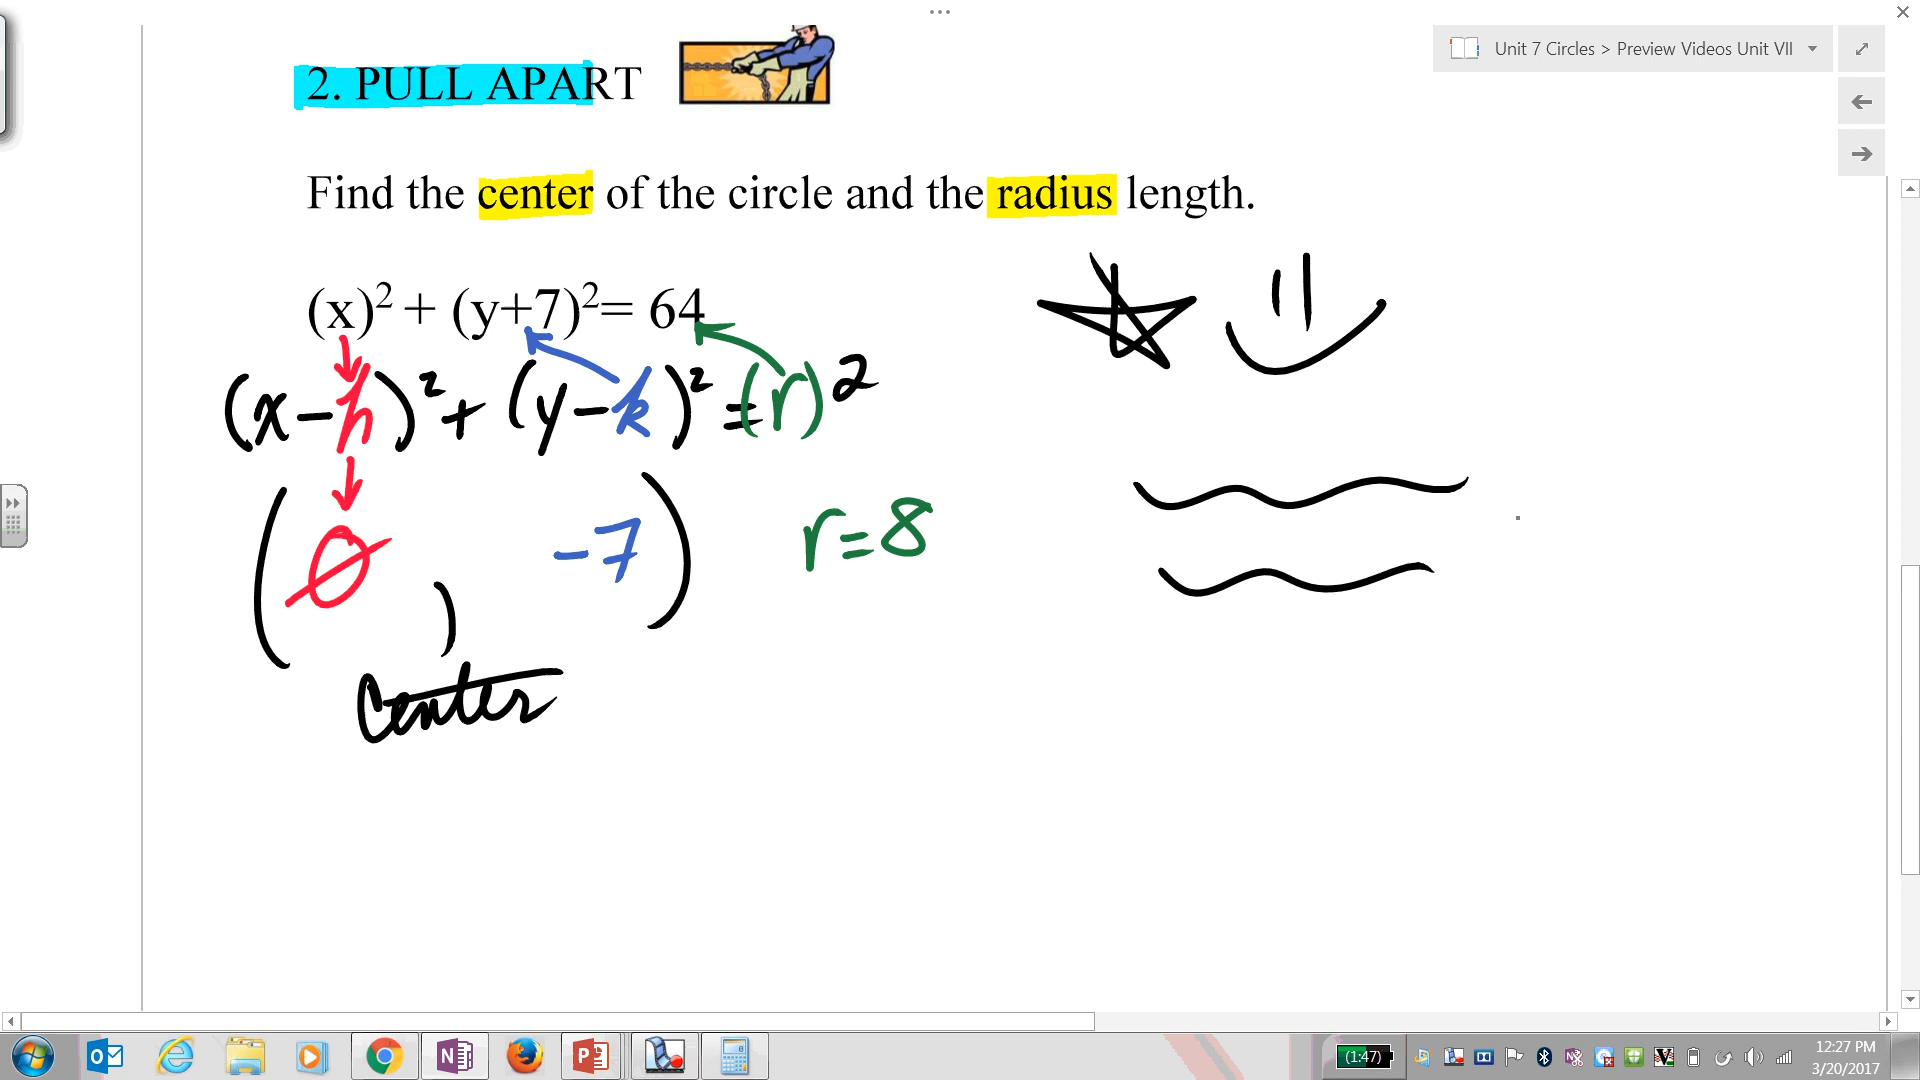 Unit 7 Circles > Preview Videos Unit VII
2. PULL APART
Find the center of the circle and the radius length.
(x)² + (y+7)²= 64
(x-h)²+ (y-k)² =(r)²
(0 -7) r=8
)
Center
(1:47)
12:27 PM
3/20/2017